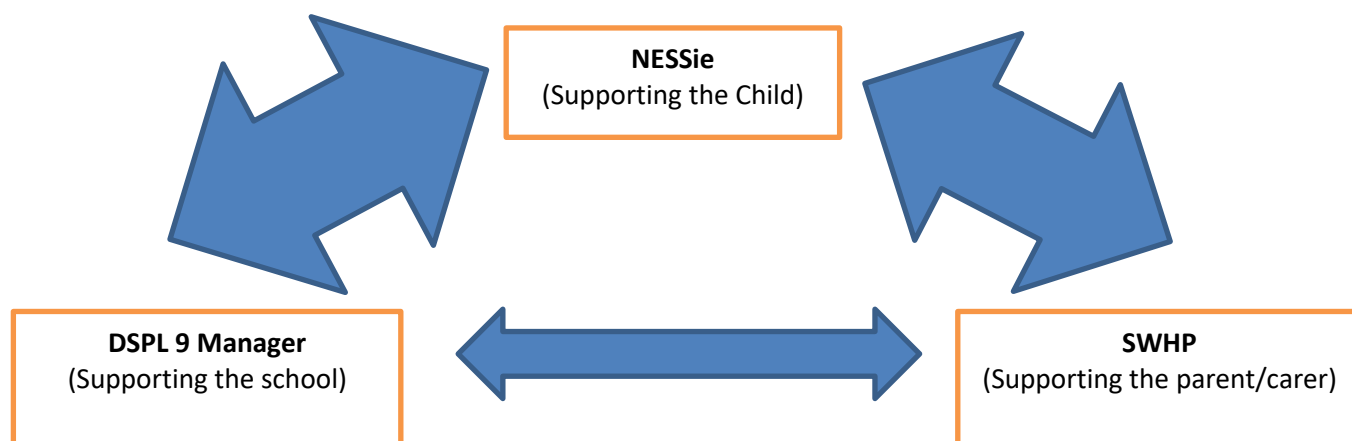 NESSie
(Supporting the Child)
DSPL 9 Manager
(Supporting the school)
SWHP
(Supporting the parent/carer)